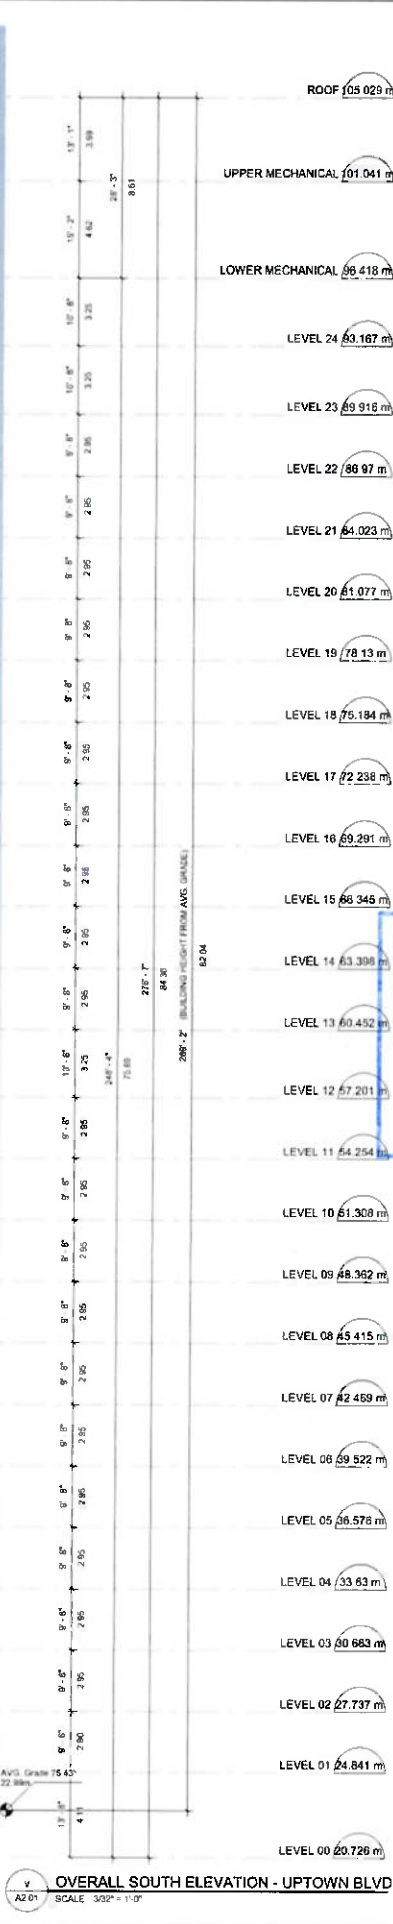 ROOF 105.029 m
13' - 1"
3.99
28' - 3"
8.61
UPPER MECHANICAL 101.041 m
15' - 2"
4.62
LOWER MECHANICAL 96.418 m
10' - 8"
3.25
LEVEL 24 93.167 m
10' - 8"
3.25
LEVEL 23 89.916 m
9' - 8"
2.95
LEVEL 22 86.97 m
9' - 8"
2.95
LEVEL 21 84.023 m
9' - 8"
2.95
LEVEL 20 81.077 m
9' - 8"
2.95
LEVEL 19 78.13 m
9' - 8"
2.95
LEVEL 18 75.184 m
9' - 8"
2.95
LEVEL 17 72.238 m
9' - 8"
2.95
LEVEL 16 69.291 m
9' - 8"
2.95
LEVEL 15 66.345 m
9' - 8"
2.95
LEVEL 14 63.398 m
9' - 8"
2.95
LEVEL 13 60.452 m
10' - 8"
3.25
248' - 4"
75.69
84.30
(BUILDING HEIGHT FROM AVG. GRADE)
82.04
LEVEL 12 57.201 m
9' - 8"
2.95
LEVEL 11 54.254 m
9' - 8"
2.95
LEVEL 10 51.308 m
9' - 8"
2.95
LEVEL 09 48.362 m
9' - 8"
2.95
LEVEL 08 45.415 m
9' - 8"
2.95
LEVEL 07 42.469 m
9' - 8"
2.95
LEVEL 06 39.522 m
9' - 8"
2.95
LEVEL 05 36.576 m
9' - 8"
2.95
LEVEL 04 33.63 m
9' - 8"
2.95
LEVEL 03 30.683 m
9' - 8"
2.95
LEVEL 02 27.737 m
9' - 6"
2.90
LEVEL 01 24.841 m
AVG. Grade 75.43'
22.99m
13' - 6"
4.11
LEVEL 00 20.726 m
A2.01
OVERALL SOUTH ELEVATION - UPTOWN BLVD
SCALE 3/32" = 1'-0"